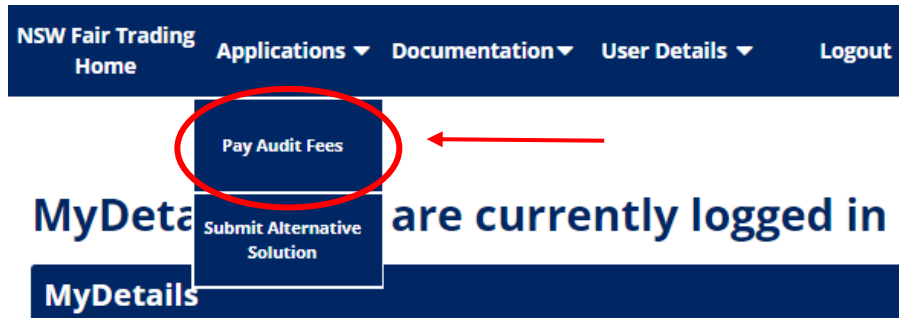 NSW Fair Trading
Home
Applications ▼
Documentation ▼
User Details ▼
Logout
Pay Audit Fees
Submit Alternative
Solution
MyDeta are currently logged in
MyDetails